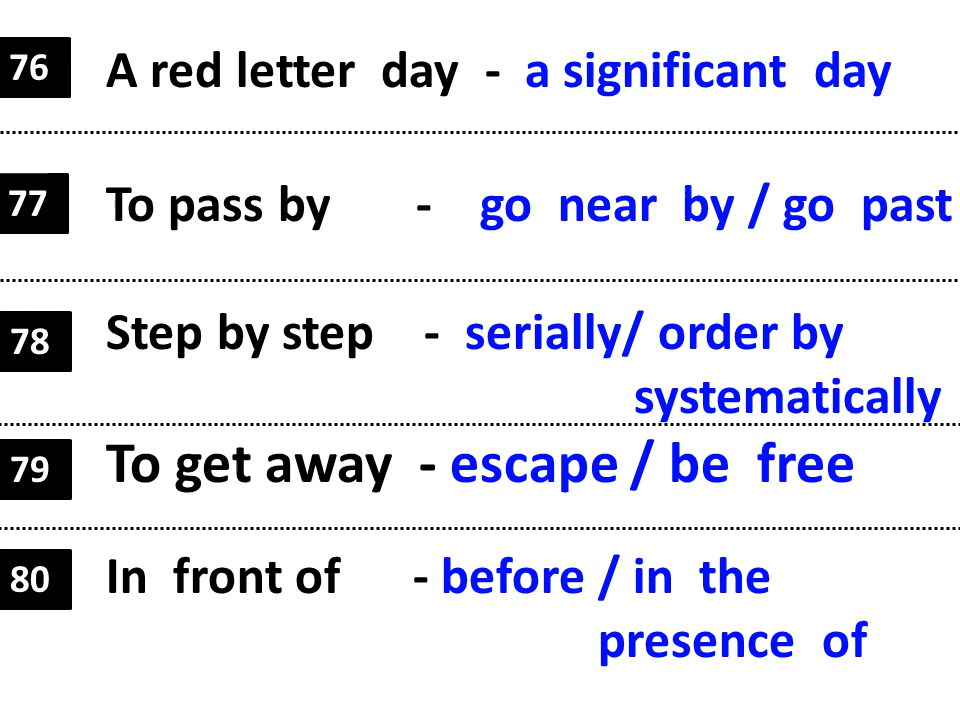 76 A red letter day - a significant day
77 To pass by - go near by / go past
78 Step by step - serially/ order by
systematically
79 To get away - escape / be free
80 In front of - before / in the
presence of